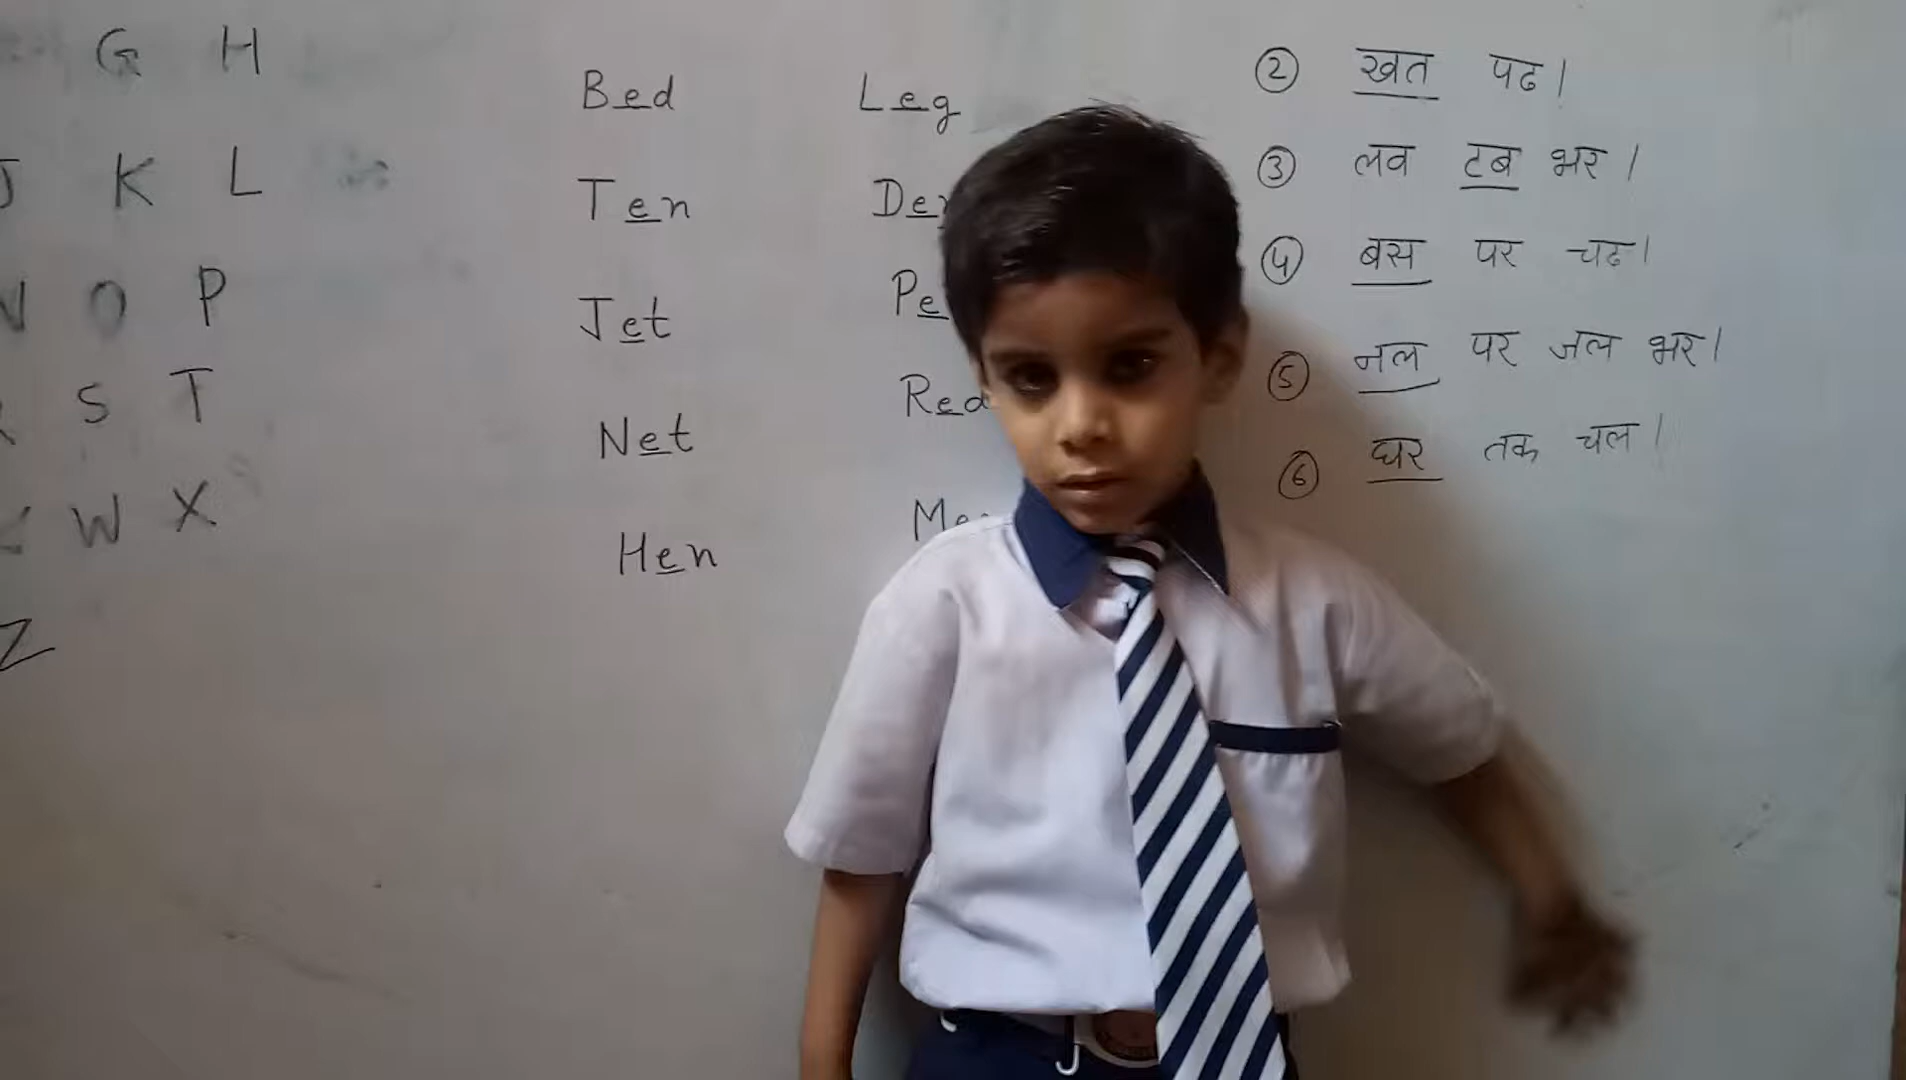 G H
J K L
O P
S T
W X
Z
Bed
Ten
Jet
Net
Hen
Leg
Red
② खत पढ।
③ लव टब भर।
④ बस पर चढ।
⑤ नल पर जल भर।
⑥ घर तक चल।